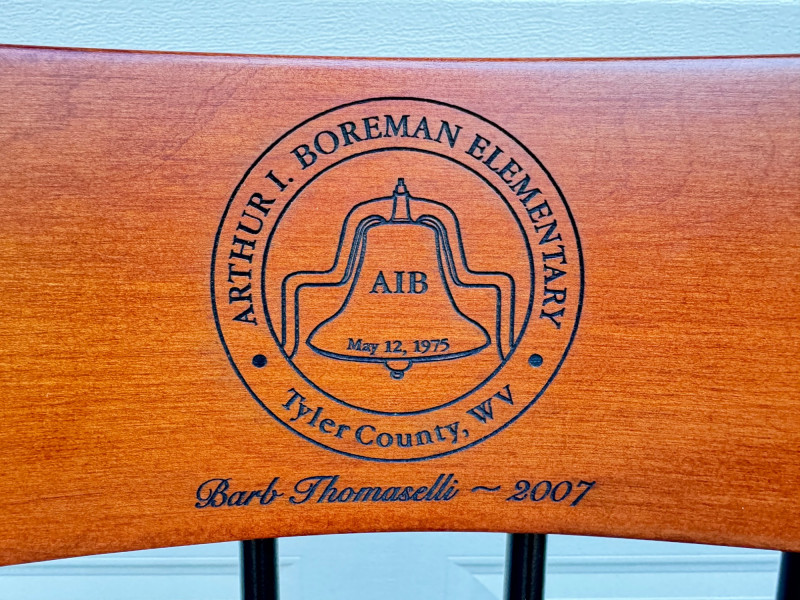 ARTHUR I. BOREMAN ELEMENTARY
AIB
May 12, 1975
Tyler County, WV
Barb Thomaselli ~ 2007